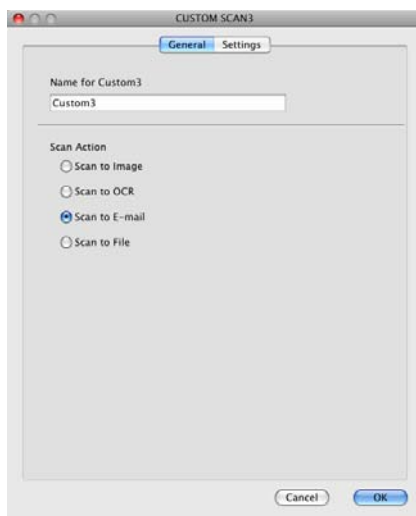 CUSTOM SCAN3
General Settings
Name for Custom3
Custom3
Scan Action
Scan to Image
Scan to OCR
Scan to E-mail
Scan to File
Cancel OK